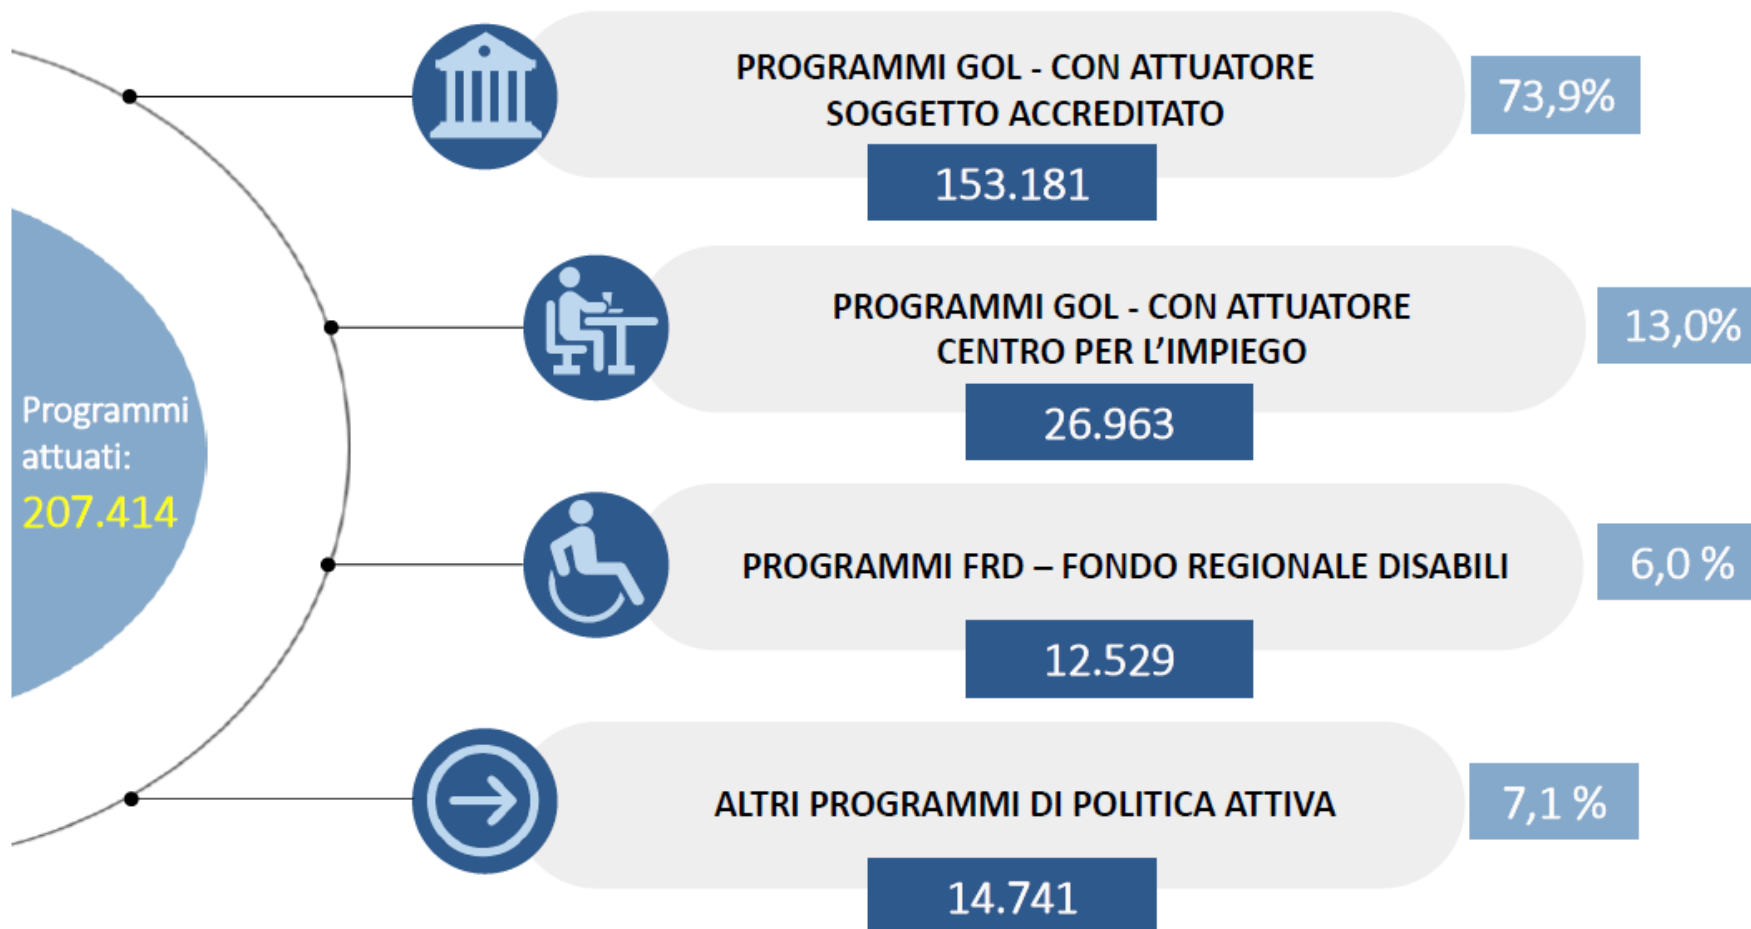 PROGRAMMI GOL - CON ATTUATORE
SOGGETTO ACCREDITATO
73,9%
153.181
PROGRAMMI GOL - CON ATTUATORE
CENTRO PER L’IMPIEGO
13,0%
26.963
Programmi
attuati:
207.414
PROGRAMMI FRD – FONDO REGIONALE DISABILI
6,0 %
12.529
ALTRI PROGRAMMI DI POLITICA ATTIVA
7,1 %
14.741